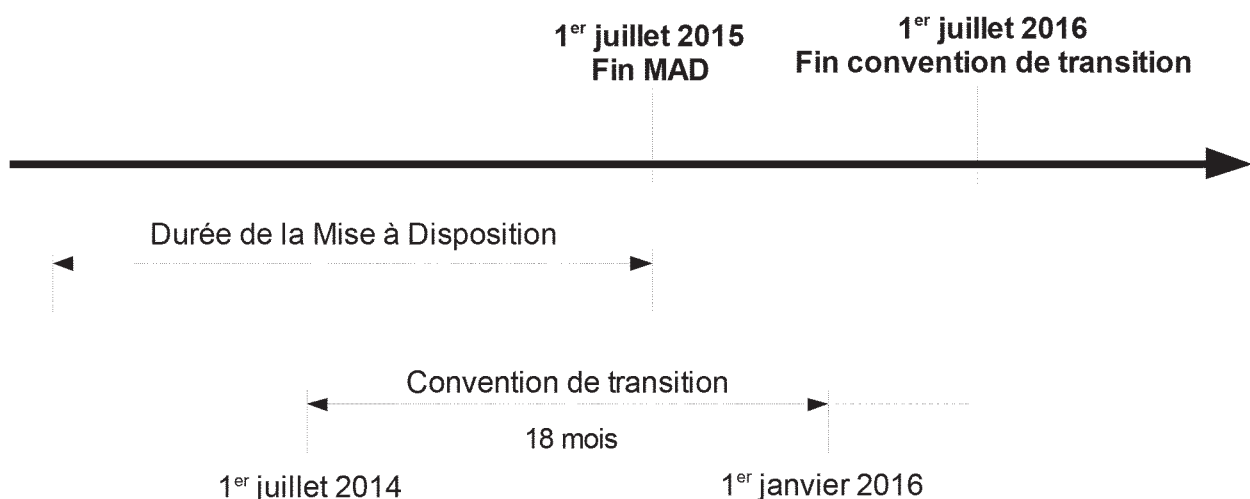 1er juillet 2015
Fin MAD
1er juillet 2016
Fin convention de transition
Durée de la Mise à Disposition
Convention de transition
18 mois
1er juillet 2014
1er janvier 2016